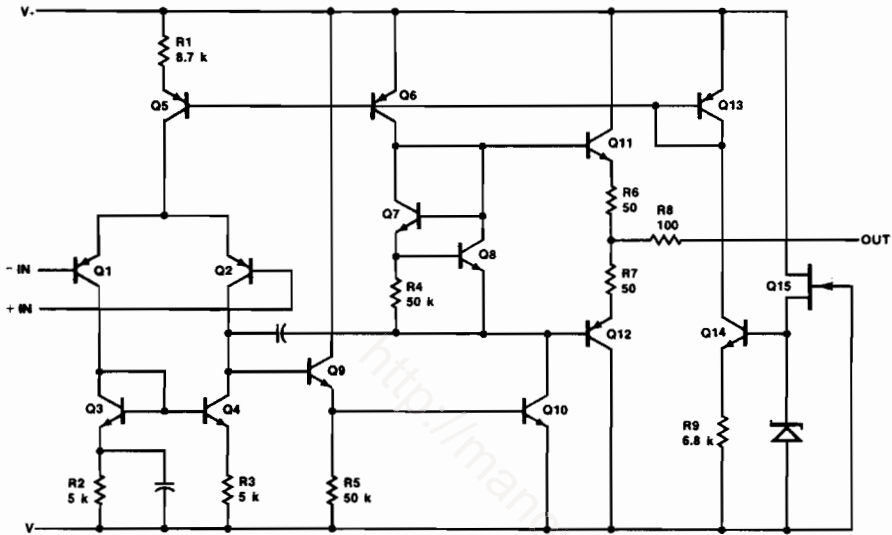 V-
R1
8.7 k
Q5
Q6
Q13
Q11
R6
50
R8
100
OUT
Q7
Q8
R4
50 k
R7
50
- IN
Q1
Q2
+ IN
Q15
Q14
Q12
Q9
Q3
Q4
Q10
R9
6.8 k
R2
5 k
R3
5 k
R5
50 k
V
http://mann